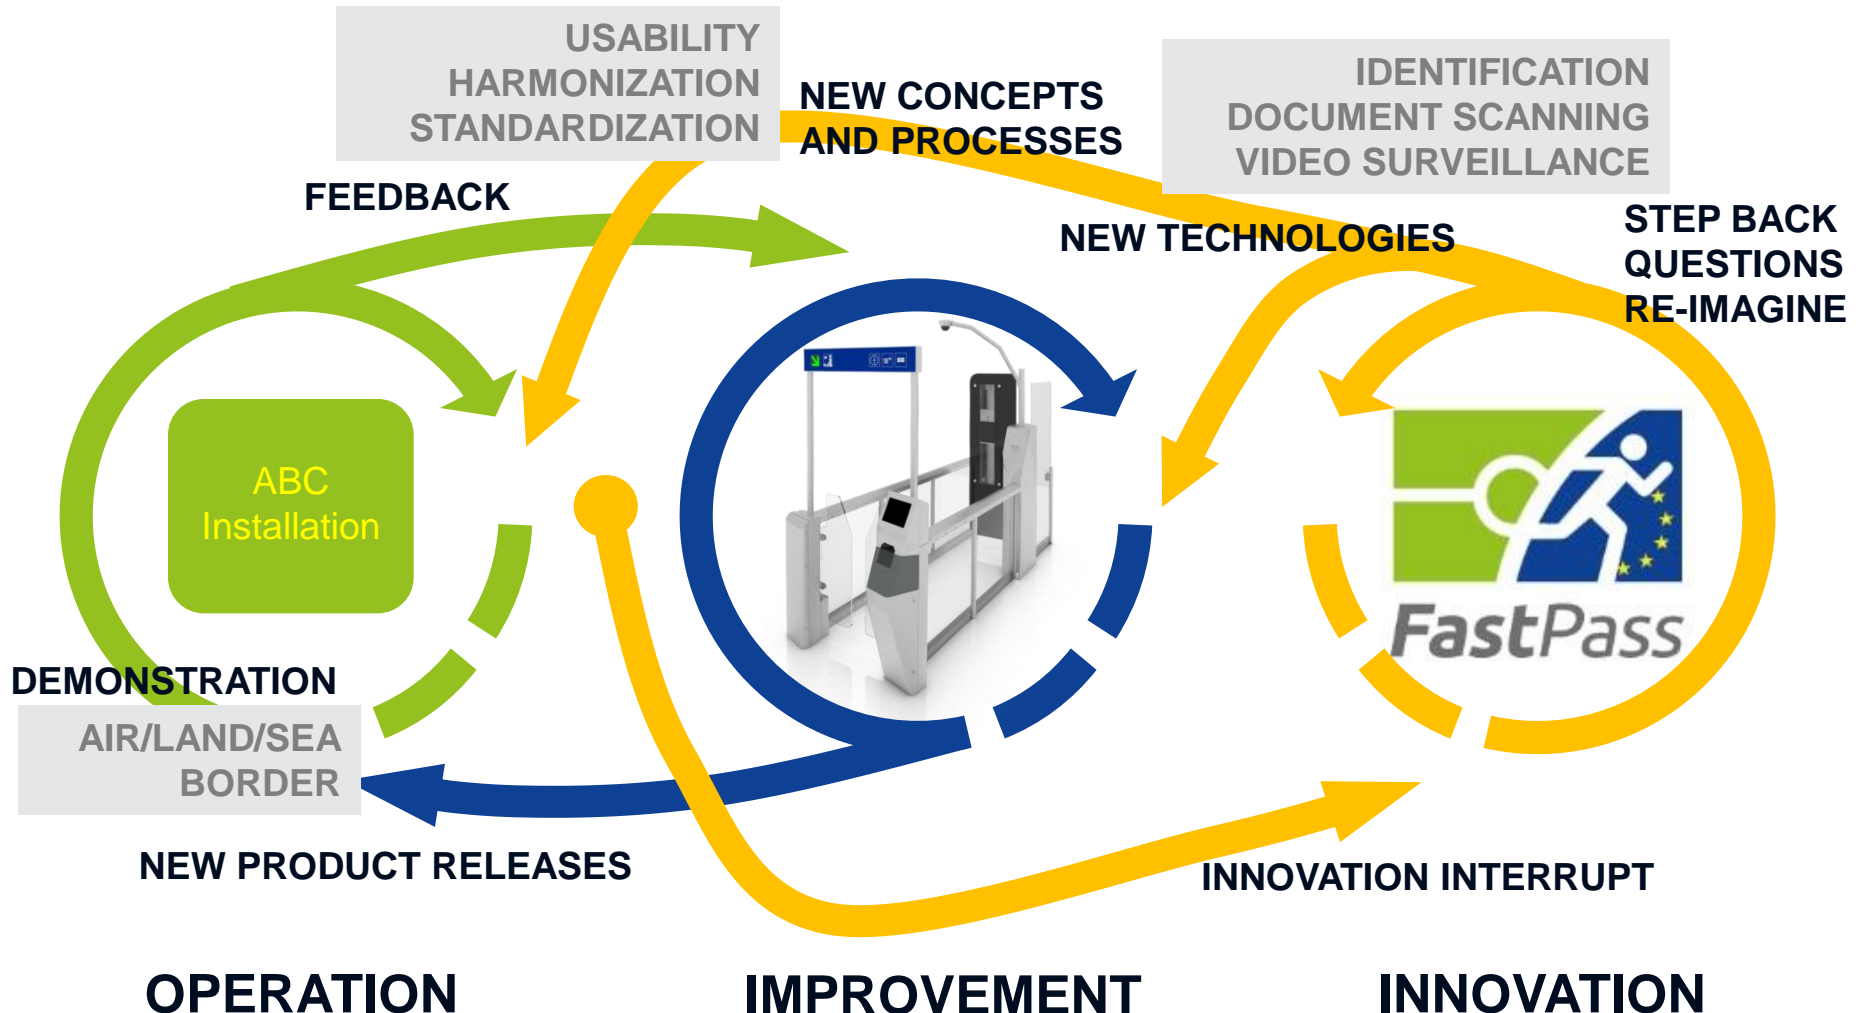 USABILITY
HARMONIZATION
STANDARDIZATION
NEW CONCEPTS
AND PROCESSES
IDENTIFICATION
DOCUMENT SCANNING
VIDEO SURVEILLANCE
FEEDBACK
NEW TECHNOLOGIES
STEP BACK
QUESTIONS
RE-IMAGINE
ABC
Installation
FastPass
DEMONSTRATION
AIR/LAND/SEA
BORDER
NEW PRODUCT RELEASES
INNOVATION INTERRUPT
OPERATION
IMPROVEMENT
INNOVATION